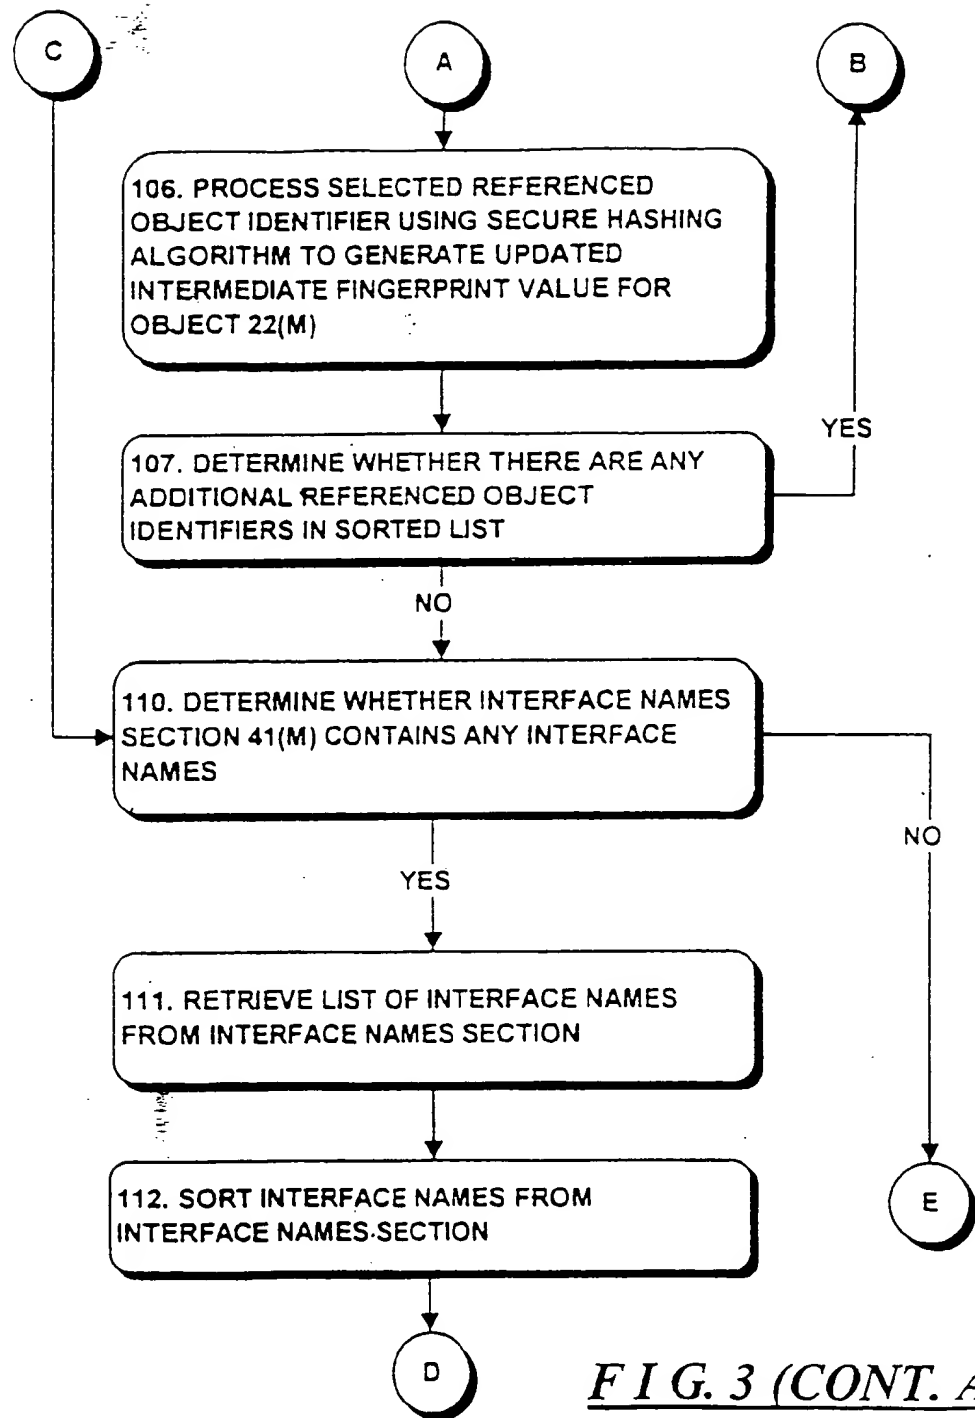 C
A
B
106. PROCESS SELECTED REFERENCED
OBJECT IDENTIFIER USING SECURE HASHING
ALGORITHM TO GENERATE UPDATED
INTERMEDIATE FINGERPRINT VALUE FOR
OBJECT 22(M)
YES
107. DETERMINE WHETHER THERE ARE ANY
ADDITIONAL REFERENCED OBJECT
IDENTIFIERS IN SORTED LIST
NO
110. DETERMINE WHETHER INTERFACE NAMES
SECTION 41(M) CONTAINS ANY INTERFACE
NAMES
NO
YES
111. RETRIEVE LIST OF INTERFACE NAMES
FROM INTERFACE NAMES SECTION
112. SORT INTERFACE NAMES FROM
INTERFACE NAMES SECTION
E
D
FIG. 3 (CONT. A